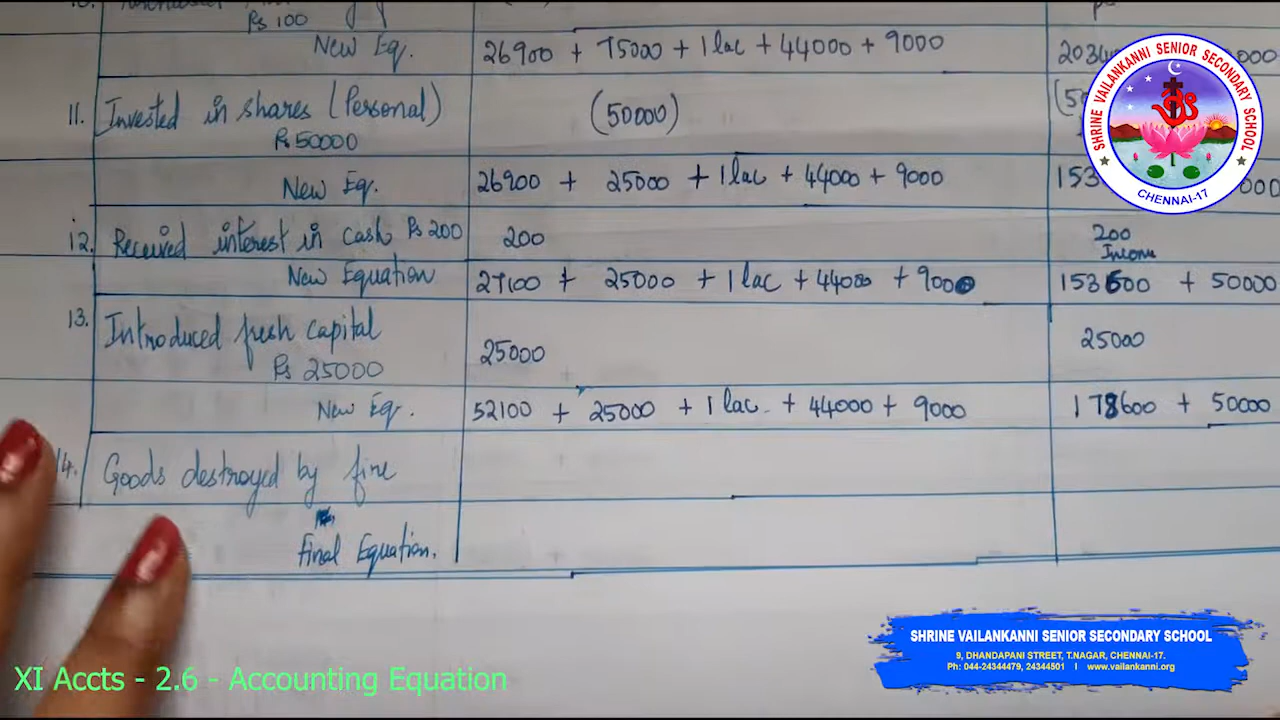 Rs 100
New Eq. 26900 + 75000 + 1 lac + 44000 + 9000
11. Invested in shares (Personal) (50000)
Rs 50000
New Eq. 26900 + 25000 + 1 lac + 44000 + 9000
12. Received interest in cash Rs 200 200 200
Income
New Equation 27100 + 25000 + 1 lac + 44000 + 9000 153600 + 50000
13. Introduced fresh capital 25000 25000
Rs 25000
New Eq. 52100 + 25000 + 1 lac + 44000 + 9000 178600 + 50000
14. Goods destroyed by fire
Final Equation.
SHRINE VAILANKANNI SENIOR SECONDARY SCHOOL
CHENNAI-17
SHRINE VAILANKANNI SENIOR SECONDARY SCHOOL
9, DHANDAPANI STREET, T.NAGAR, CHENNAI-17.
Ph: 044-24344479, 24344501 I www.vailankanni.org
XI Accts - 2.6 - Accounting Equation